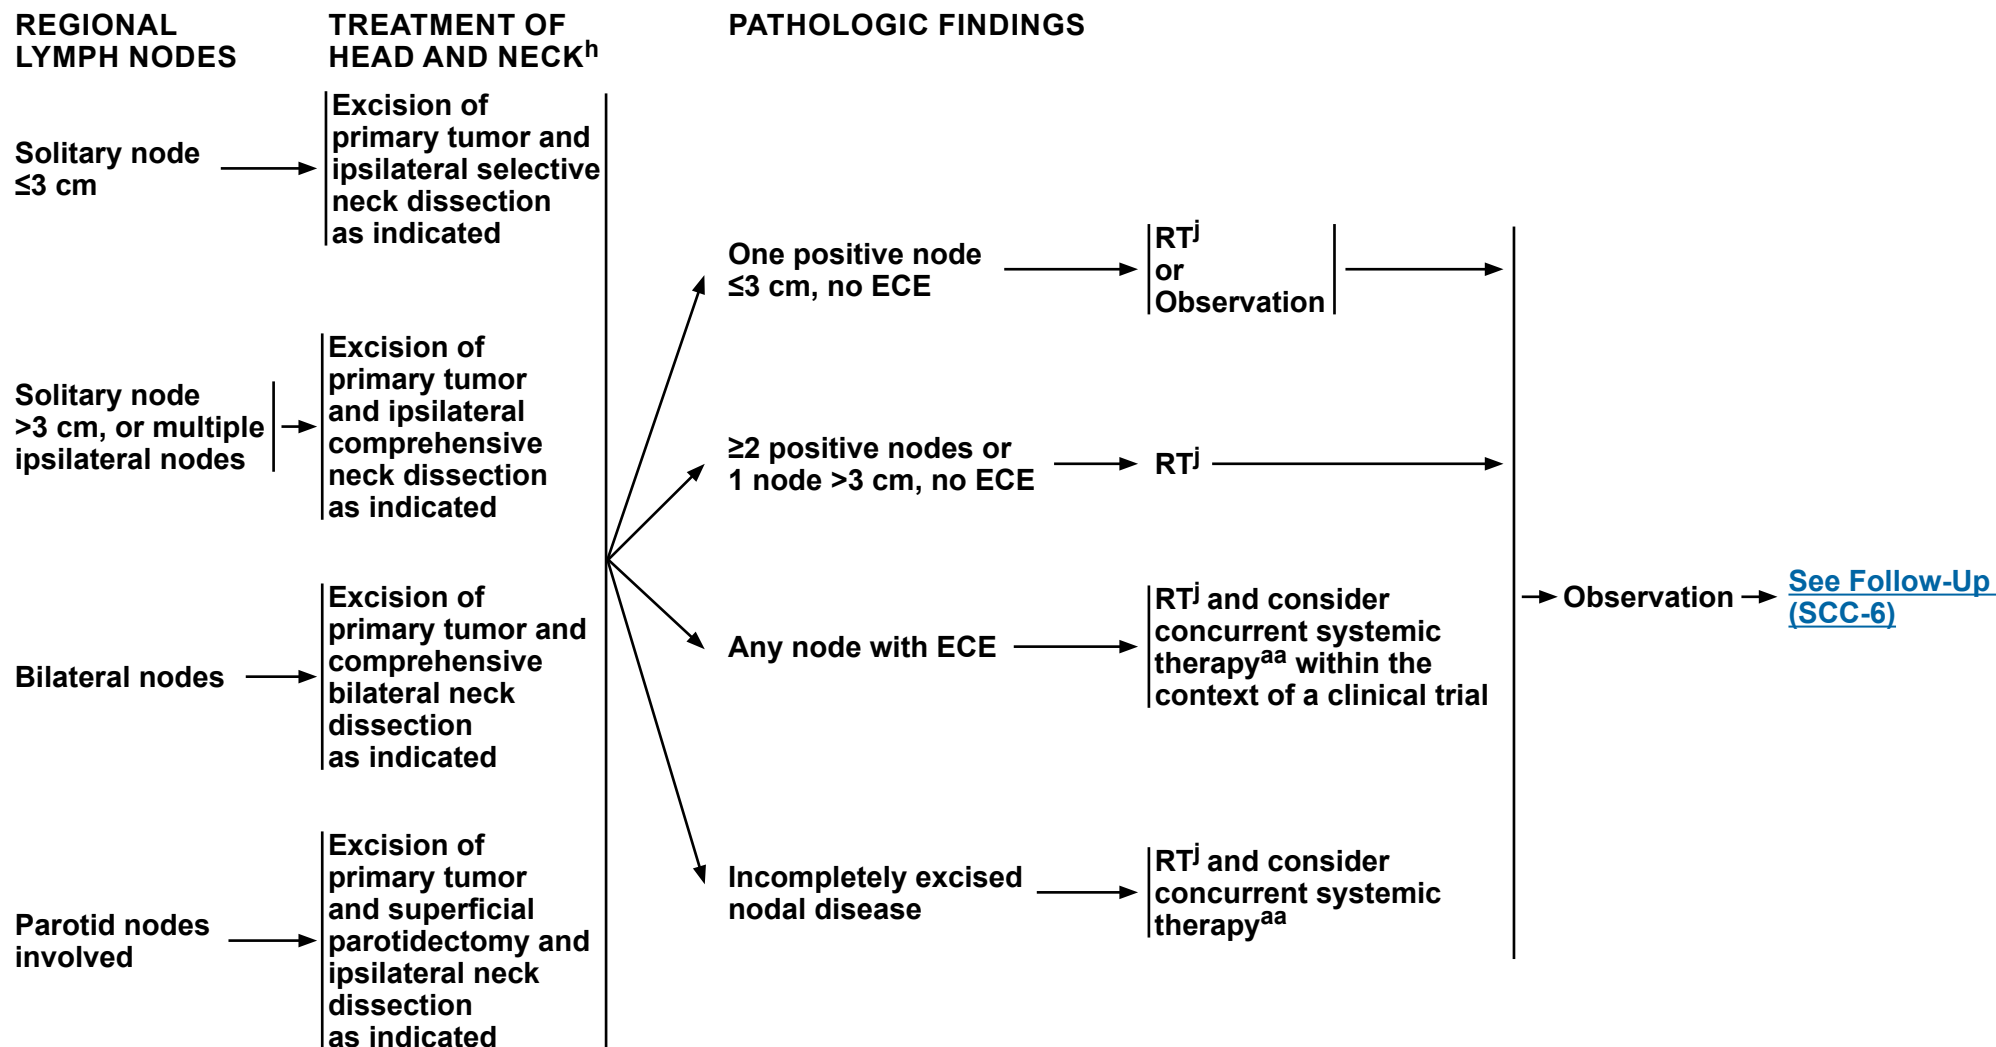 REGIONAL
LYMPH NODES
TREATMENT OF
HEAD AND NECKh
PATHOLOGIC FINDINGS
Solitary node
≤3 cm
Excision of
primary tumor and
ipsilateral selective
neck dissection
as indicated
Solitary node
>3 cm, or multiple
ipsilateral nodes
Excision of
primary tumor
and ipsilateral
comprehensive
neck dissection
as indicated
Bilateral nodes
Excision of
primary tumor and
comprehensive
bilateral neck
dissection
as indicated
Parotid nodes
involved
Excision of
primary tumor
and superficial
parotidectomy and
ipsilateral neck
dissection
as indicated
One positive node
≤3 cm, no ECE
RTj
or
Observation
≥2 positive nodes or
1 node >3 cm, no ECE
RTj
Any node with ECE
RTj and consider
concurrent systemic
therapyaa within the
context of a clinical trial
Incompletely excised
nodal disease
RTj and consider
concurrent systemic
therapyaa
Observation
See Follow-Up
(SCC-6)